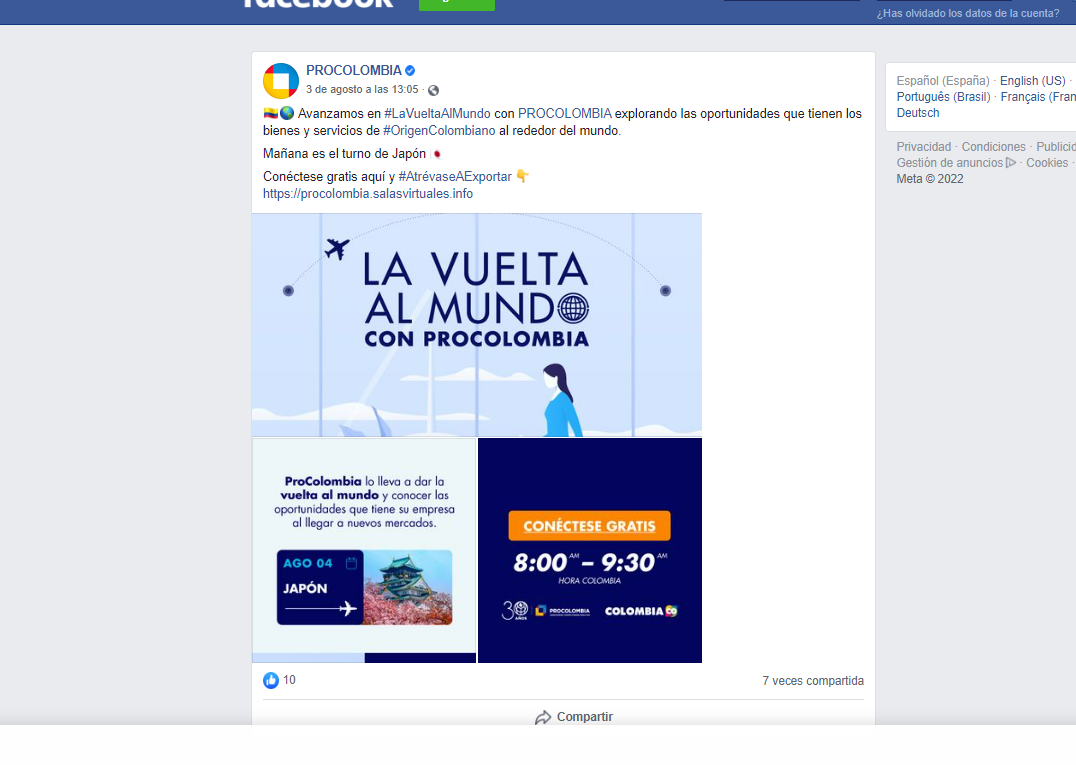 facebook
¿Has olvidado los datos de la cuenta?
PROCOLOMBIA
3 de agosto a las 13:05 ·
🇨🇴🌎 Avanzamos en #LaVueltaAlMundo con PROCOLOMBIA explorando las oportunidades que tienen los
bienes y servicios de #OrigenColombiano al rededor del mundo.
Mañana es el turno de Japón 🇯🇵
Conéctese gratis aquí y #AtrévaseAExportar 👇
https://procolombia.salasvirtuales.info
LA VUELTA
AL MUNDO
CON PROCOLOMBIA
ProColombia lo lleva a dar la
vuelta al mundo y conocer las
oportunidades que tiene su empresa
al llegar a nuevos mercados.
AGO 04
JAPÓN
CONÉCTESE GRATIS
8:00 AM – 9:30 AM
HORA COLOMBIA
30 AÑOS PROCOLOMBIA COLOMBIA CO
10
7 veces compartida
Compartir
Español (España) · English (US) ·
Português (Brasil) · Français (Fran
Deutsch
Privacidad · Condiciones · Publicid
Gestión de anuncios · Cookies ·
Meta © 2022